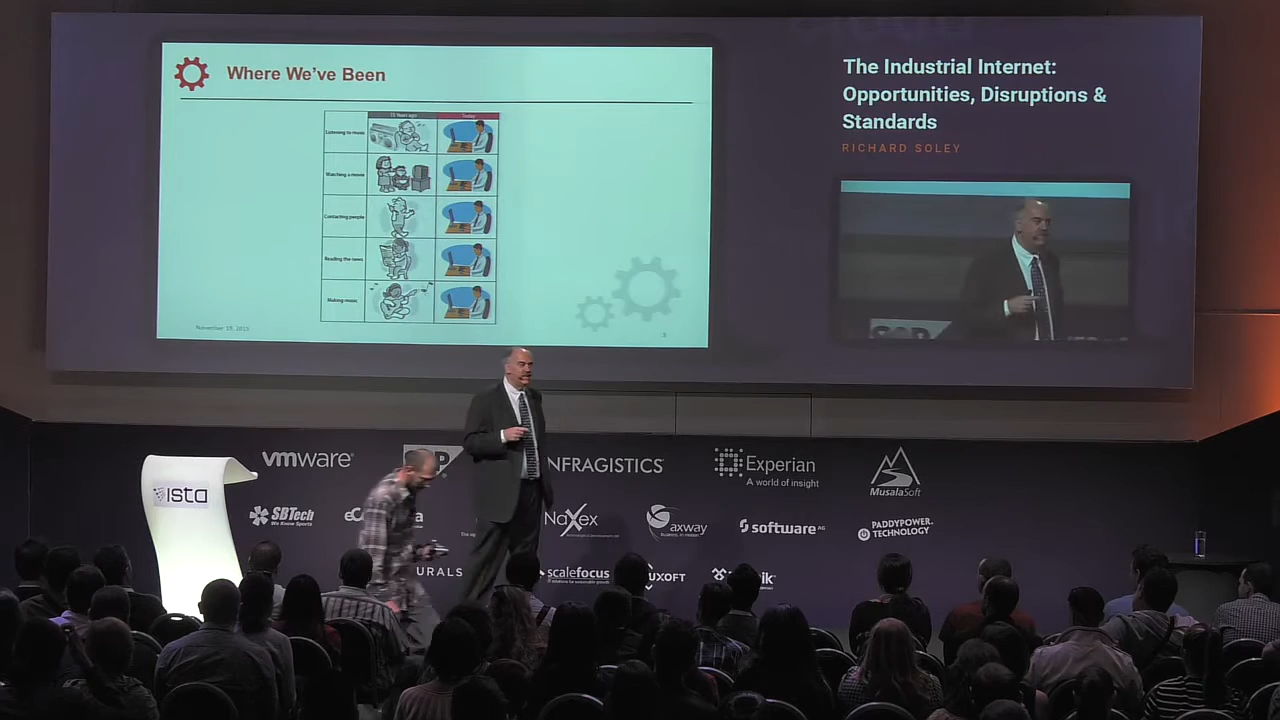 Where We've Been
15 Years ago
Today
Listening to music
Watching a movie
Contacting people
Reading the news
Making music
November 19, 2015
The Industrial Internet:
Opportunities, Disruptions &
Standards
RICHARD SOLEY
vmware
NFRAGISTICS
Experian
A world of insight
MusalaSoft
ista
SBTech
We Know Sports
NaXex
axway
software AG
PADDYPOWER.
TECHNOLOGY
URALS
scalefocus
UXOFT